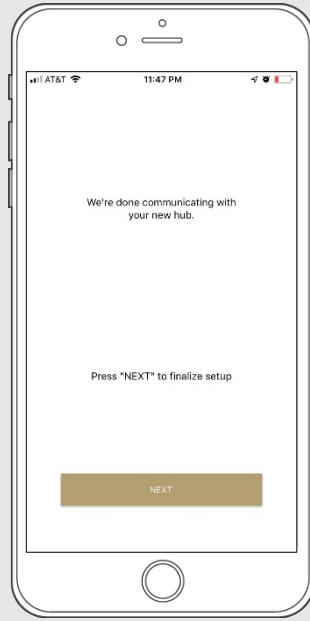 AT&T 11:47 PM
We're done communicating with
your new hub.
Press "NEXT" to finalize setup
NEXT